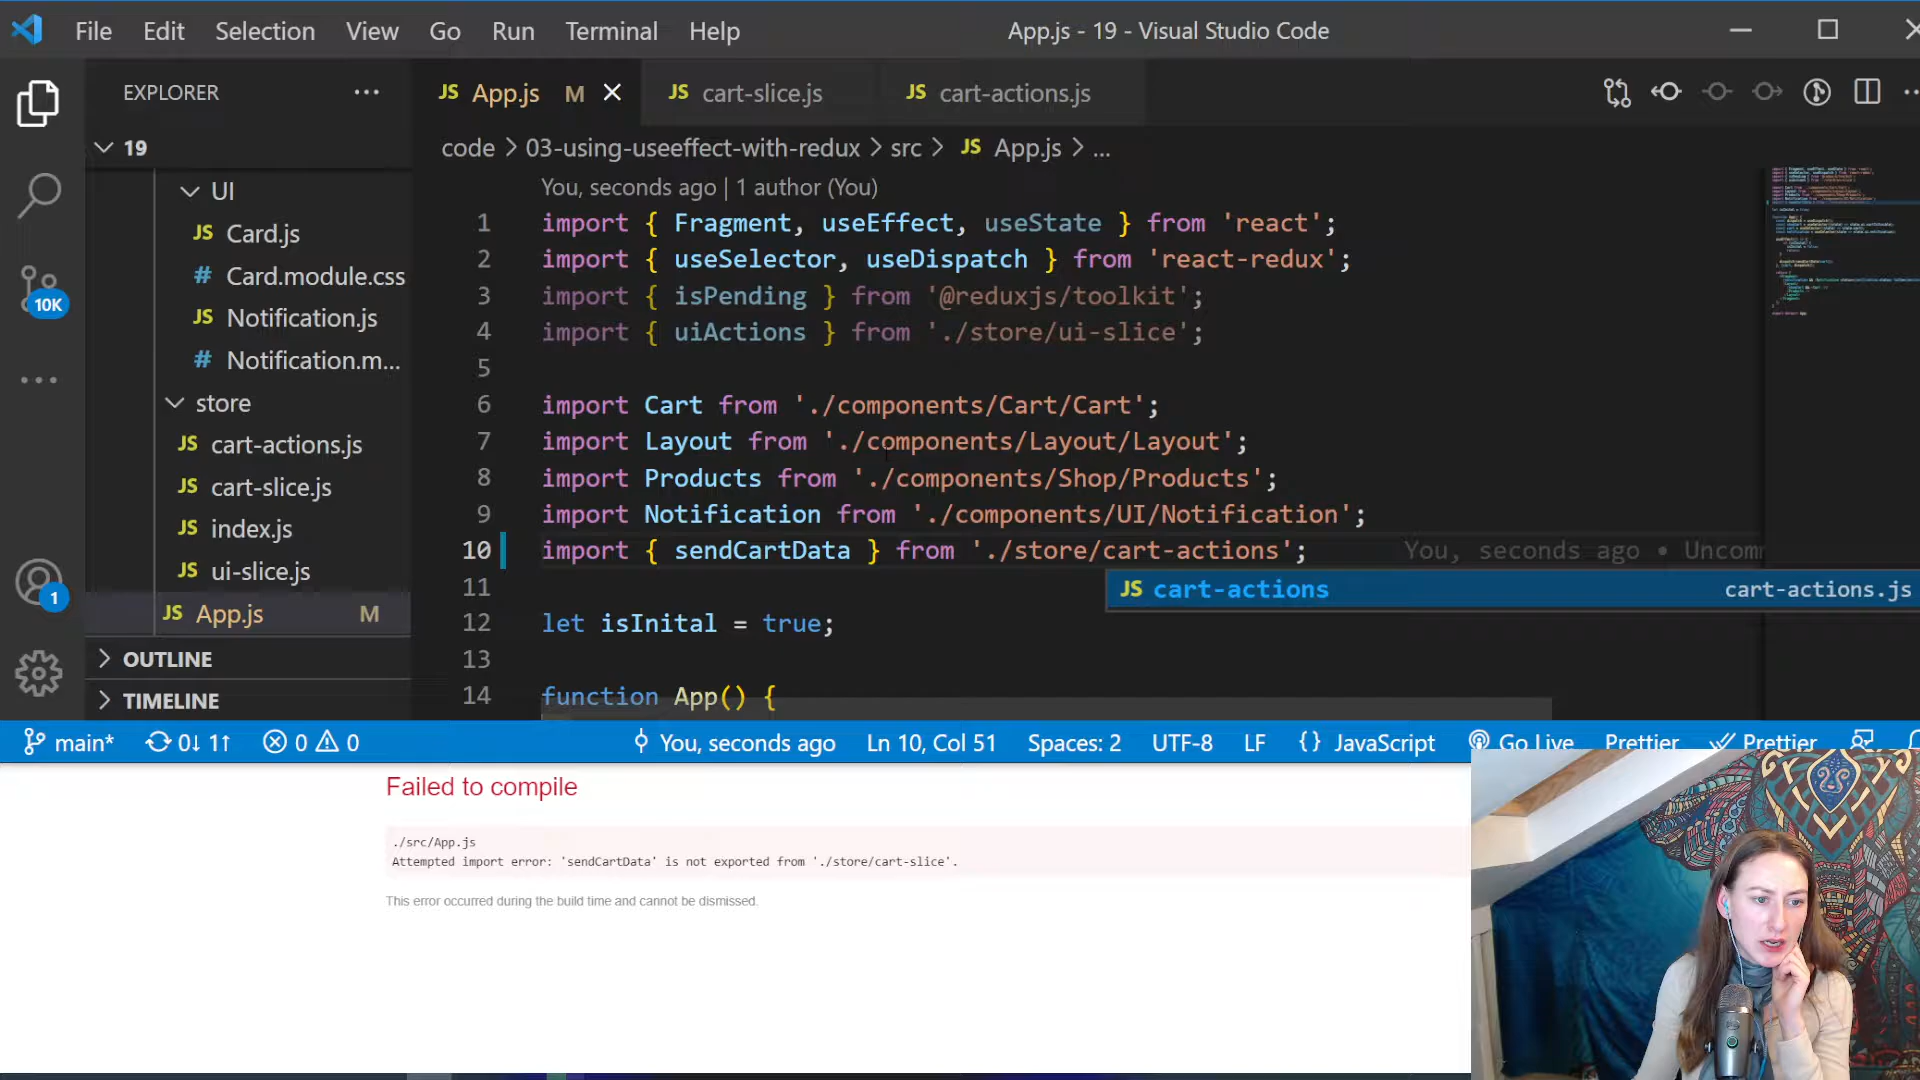 File Edit Selection View Go Run Terminal Help
App.js - 19 - Visual Studio Code
EXPLORER ...
JS App.js M
JS cart-slice.js
JS cart-actions.js
19
code > 03-using-useeffect-with-redux > src > JS App.js > ...
UI
JS Card.js
# Card.module.css
JS Notification.js
# Notification.m...
store
JS cart-actions.js
JS cart-slice.js
JS index.js
JS ui-slice.js
JS App.js M
OUTLINE
TIMELINE
10K
1
You, seconds ago | 1 author (You)
1 import { Fragment, useEffect, useState } from 'react';
2 import { useSelector, useDispatch } from 'react-redux';
3 import { isPending } from '@reduxjs/toolkit';
4 import { uiActions } from './store/ui-slice';
5
6 import Cart from './components/Cart/Cart';
7 import Layout from './components/Layout/Layout';
8 import Products from './components/Shop/Products';
9 import Notification from './components/UI/Notification';
10 import { sendCartData } from './store/cart-actions'; You, seconds ago • Uncomm
11
JS cart-actions cart-actions.js
12 let isInital = true;
13
14 function App() {
main* 0↓ 1↑ 0 0 You, seconds ago Ln 10, Col 51 Spaces: 2 UTF-8 LF {} JavaScript Go Live Prettier Prettier
Failed to compile
./src/App.js
Attempted import error: 'sendCartData' is not exported from './store/cart-slice'.
This error occurred during the build time and cannot be dismissed.